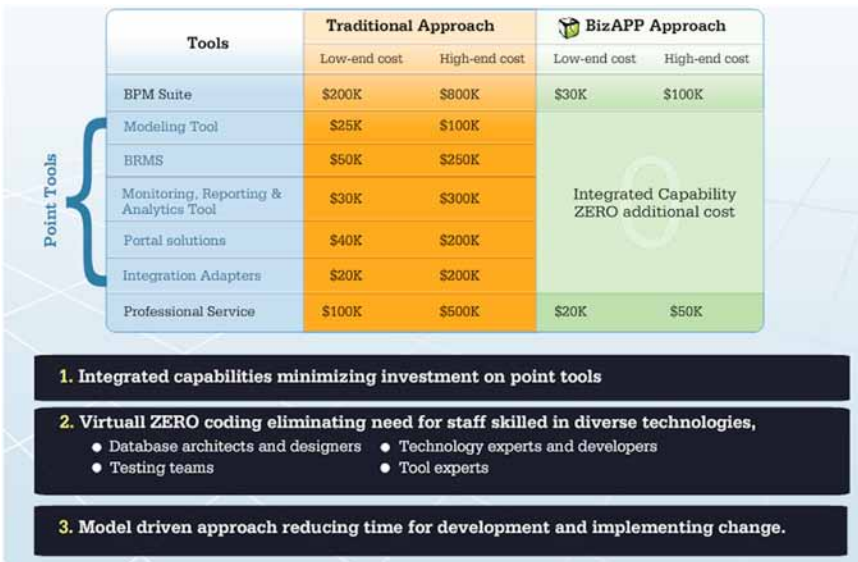 Tools
Traditional Approach
BizAPP Approach
Low-end cost High-end cost Low-end cost High-end cost
BPM Suite $200K $800K $30K $100K
Point Tools
Modeling Tool $25K $100K
BRMS $50K $250K
Monitoring, Reporting &
Analytics Tool $30K $300K
Portal solutions $40K $200K
Integration Adapters $20K $200K
0
Integrated Capability
ZERO additional cost
Professional Service $100K $500K $20K $50K
1. Integrated capabilities minimizing investment on point tools
2. Virtuall ZERO coding eliminating need for staff skilled in diverse technologies,
● Database architects and designers ● Technology experts and developers
● Testing teams ● Tool experts
3. Model driven approach reducing time for development and implementing change.